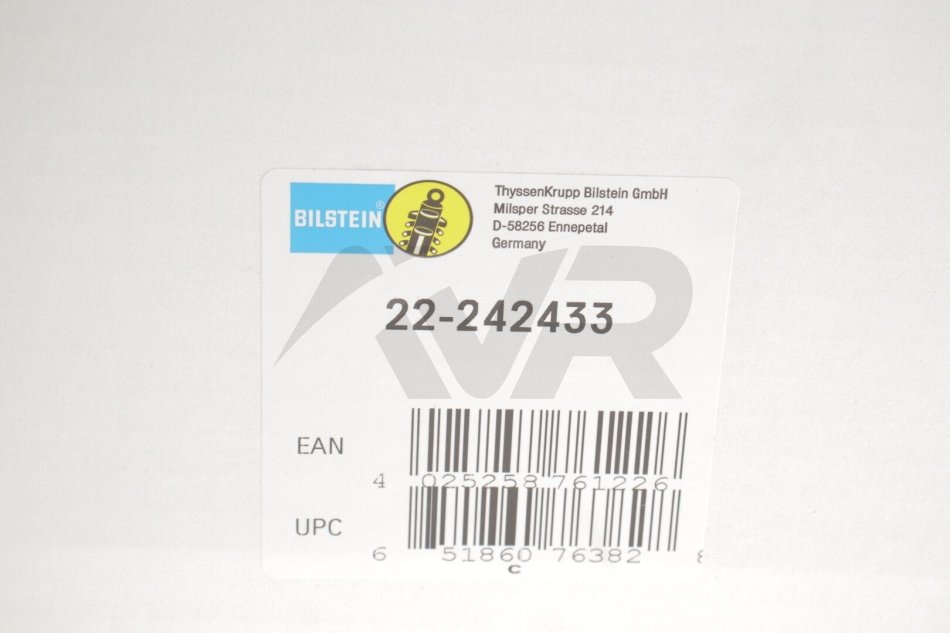 BILSTEIN®
ThyssenKrupp Bilstein GmbH
Milsper Strasse 214
D-58256 Ennepetal
Germany
VR
22-242433
EAN
4 025258 761226
UPC
6 51860 76382 8
C